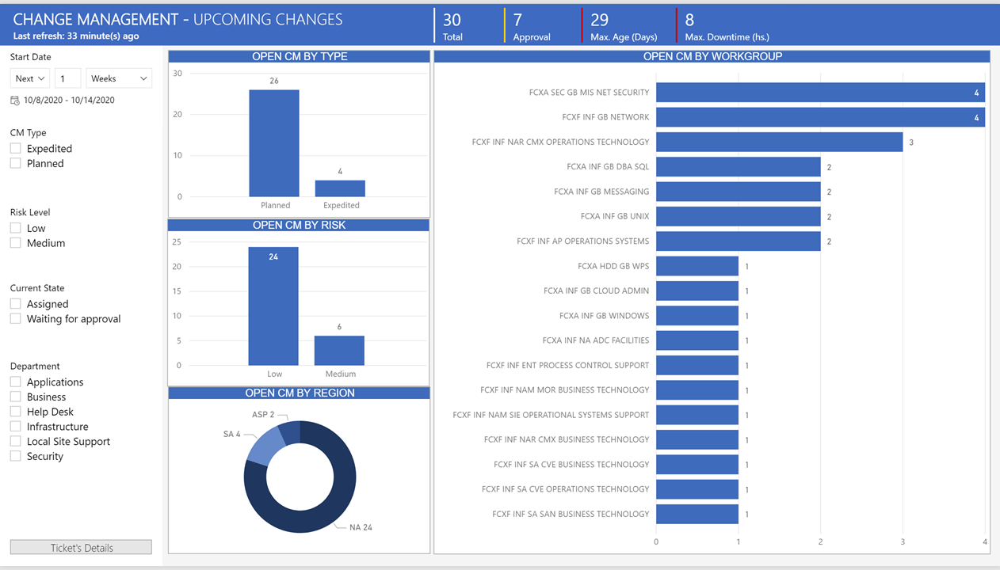 CHANGE MANAGEMENT - UPCOMING CHANGES
Last refresh: 33 minute(s) ago
30
Total
7
Approval
29
Max. Age (Days)
8
Max. Downtime (hs.)
Start Date
Next
1
Weeks
10/8/2020 - 10/14/2020
CM Type
Expedited
Planned
Risk Level
Low
Medium
Current State
Assigned
Waiting for approval
Department
Applications
Business
Help Desk
Infrastructure
Local Site Support
Security
Ticket's Details
OPEN CM BY TYPE
30
20
10
0
26
4
Planned
Expedited
OPEN CM BY RISK
25
20
15
10
5
0
24
6
Low
Medium
OPEN CM BY REGION
ASP 2
SA 4
NA 24
OPEN CM BY WORKGROUP
FCXA SEC GB MIS NET SECURITY 4
FCXF INF GB NETWORK 4
FCXF INF NAR CMX OPERATIONS TECHNOLOGY 3
FCXA INF GB DBA SQL 2
FCXA INF GB MESSAGING 2
FCXA INF GB UNIX 2
FCXF INF AP OPERATIONS SYSTEMS 2
FCXA HDD GB WPS 1
FCXA INF GB CLOUD ADMIN 1
FCXA INF GB WINDOWS 1
FCXA INF NA ADC FACILITIES 1
FCXF INF ENT PROCESS CONTROL SUPPORT 1
FCXF INF NAM MOR BUSINESS TECHNOLOGY 1
FCXF INF NAM SIE OPERATIONAL SYSTEMS SUPPORT 1
FCXF INF NAR CMX BUSINESS TECHNOLOGY 1
FCXF INF SA CVE BUSINESS TECHNOLOGY 1
FCXF INF SA CVE OPERATIONS TECHNOLOGY 1
FCXF INF SA SAN BUSINESS TECHNOLOGY 1
0 1 2 3 4